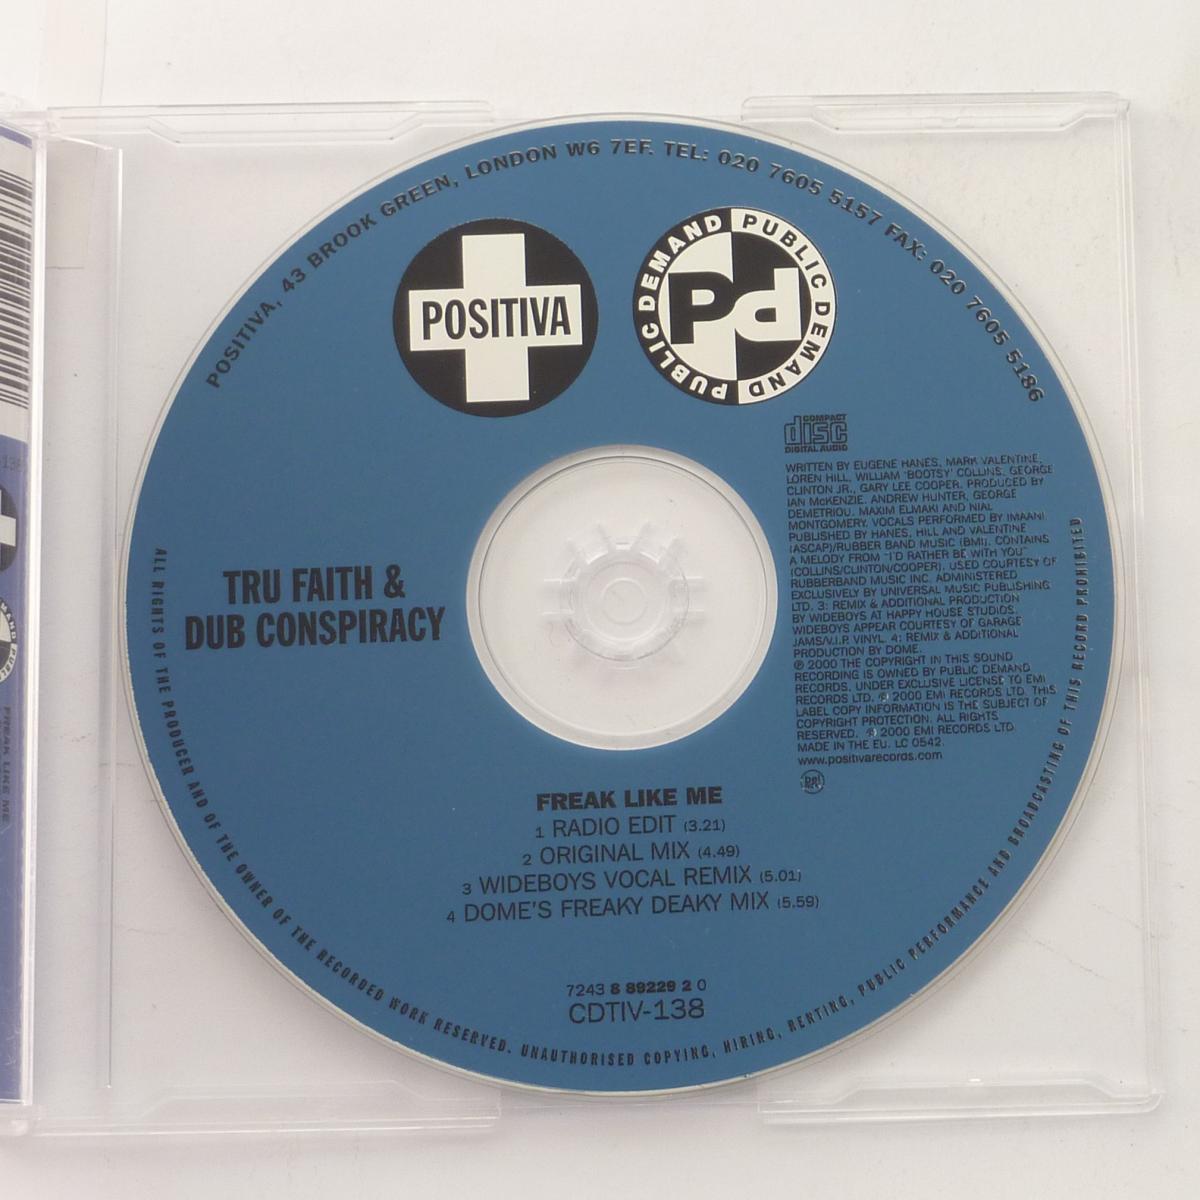 POSITIVA, 43 BROOK GREEN, LONDON W6 7EF. TEL: 020 7605 5157 FAX: 020 7605 5186
POSITIVA
PUBLIC DEMAND PUBLIC DEMAND
Pd
COMPACT
disc
DIGITAL AUDIO
WRITTEN BY EUGENE HANES, MARK VALENTINE,
LOREN HILL, WILLIAM 'BOOTSY' COLLINS, GEORGE
CLINTON JR., GARY LEE COOPER. PRODUCED BY
IAN McKENZIE, ANDREW HUNTER, GEORGE
DEMETRIOU, MAXIM ELMAKI AND NIAL
MONTGOMERY. VOCALS PERFORMED BY IMAANI.
PUBLISHED BY HANES, HILL AND VALENTINE
(ASCAP)/RUBBER BAND MUSIC (BMI). CONTAINS
A MELODY FROM "I'D RATHER BE WITH YOU"
(COLLINS/CLINTON/COOPER). USED COURTESY OF
RUBBERBAND MUSIC INC. ADMINISTERED
EXCLUSIVELY BY UNIVERSAL MUSIC PUBLISHING
LTD. 3: REMIX & ADDITIONAL PRODUCTION
BY WIDEBOYS AT HAPPY HOUSE STUDIOS.
WIDEBOYS APPEAR COURTESY OF GARAGE
JAMS/V.I.P. VINYL. 4: REMIX & ADDITIONAL
PRODUCTION BY DOME.
℗ 2000 THE COPYRIGHT IN THIS SOUND
RECORDING IS OWNED BY PUBLIC DEMAND
RECORDS, UNDER EXCLUSIVE LICENSE TO EMI
RECORDS LTD. © 2000 EMI RECORDS LTD. THIS
LABEL COPY INFORMATION IS THE SUBJECT OF
COPYRIGHT PROTECTION. ALL RIGHTS
RESERVED. © 2000 EMI RECORDS LTD.
MADE IN THE EU. LC 0542.
www.positivarecords.com
TRU FAITH &
DUB CONSPIRACY
FREAK LIKE ME
1 RADIO EDIT (3.21)
2 ORIGINAL MIX (4.49)
3 WIDEBOYS VOCAL REMIX (5.01)
4 DOME'S FREAKY DEAKY MIX (5.59)
7243 8 89229 2 0
CDTIV-138
ALL RIGHTS OF THE PRODUCER AND OF THE OWNER OF THE RECORDED WORK RESERVED. UNAUTHORISED COPYING, HIRING, RENTING, PUBLIC PERFORMANCE AND BROADCASTING OF THIS RECORD PROHIBITED
FREAK LIKE ME